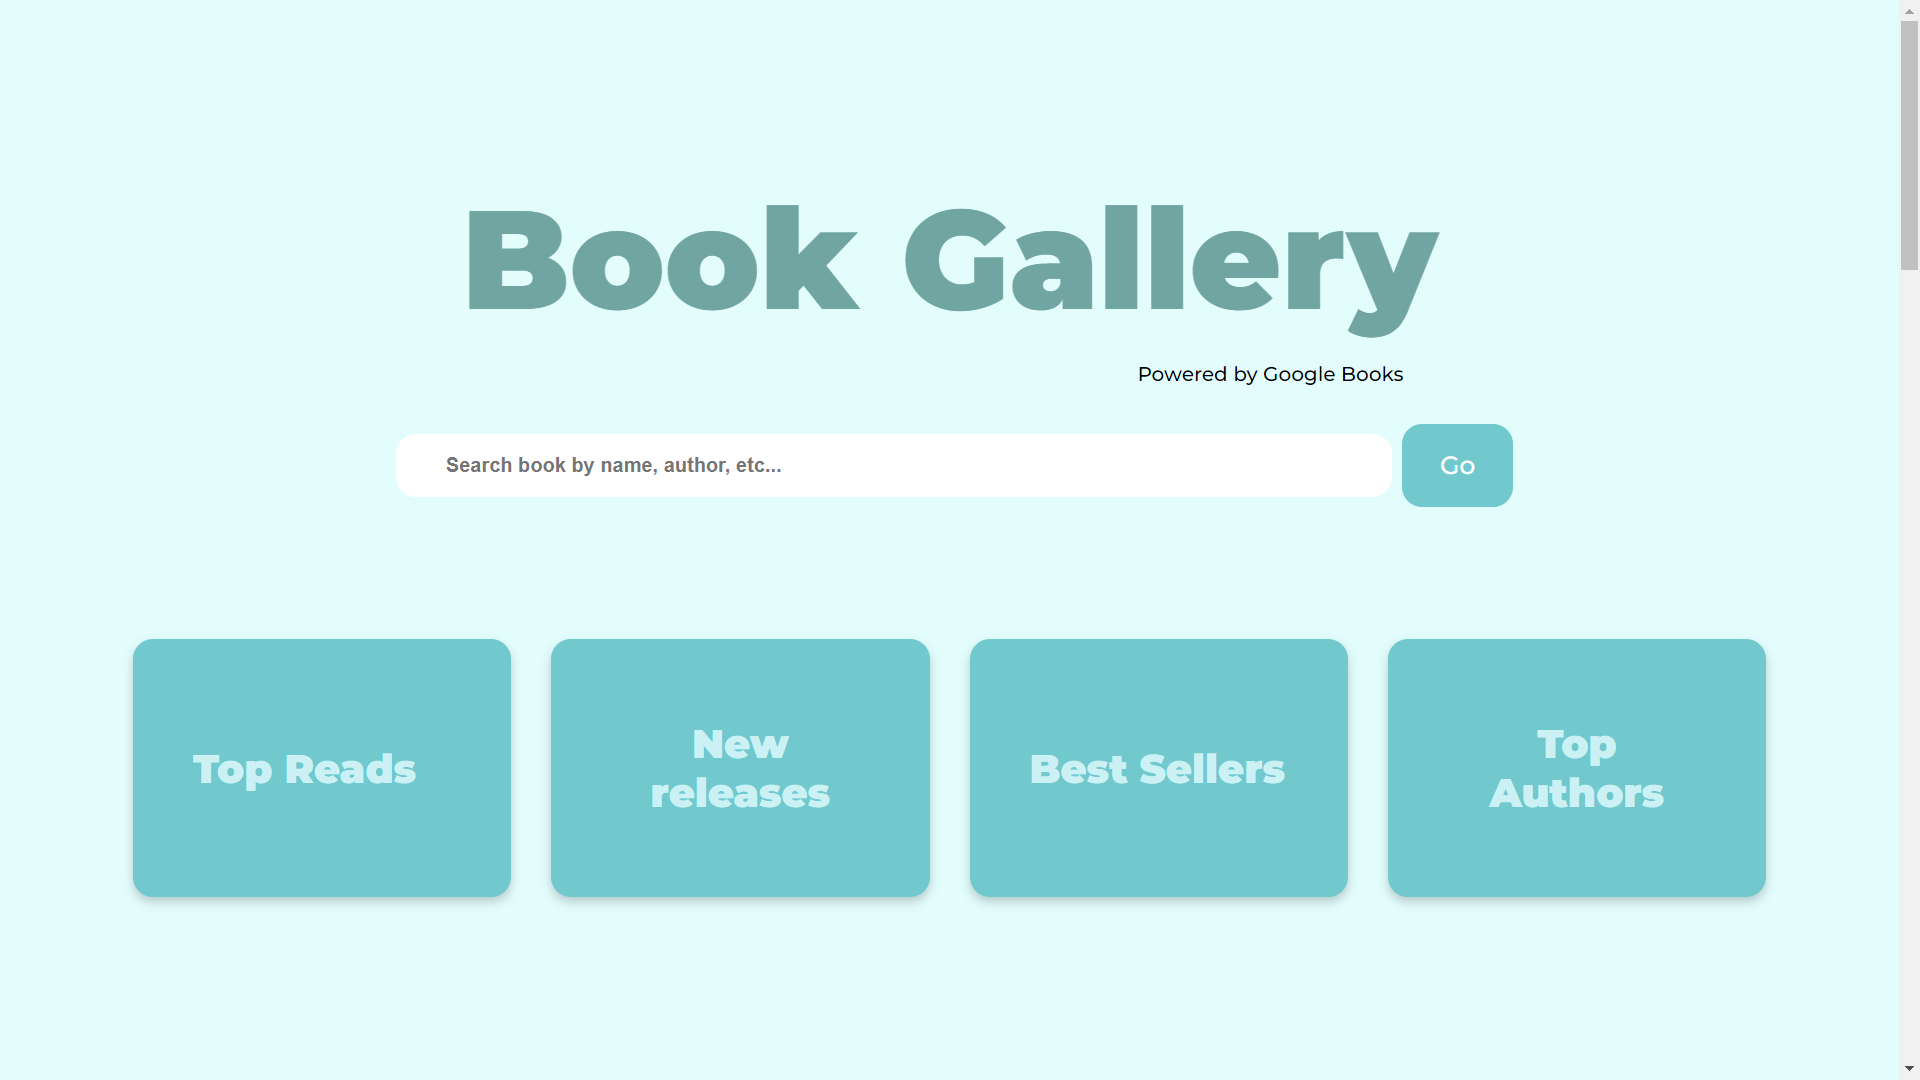 Book Gallery
Powered by Google Books
Search book by name, author, etc...
Go
Top Reads
New
releases
Best Sellers
Top
Authors